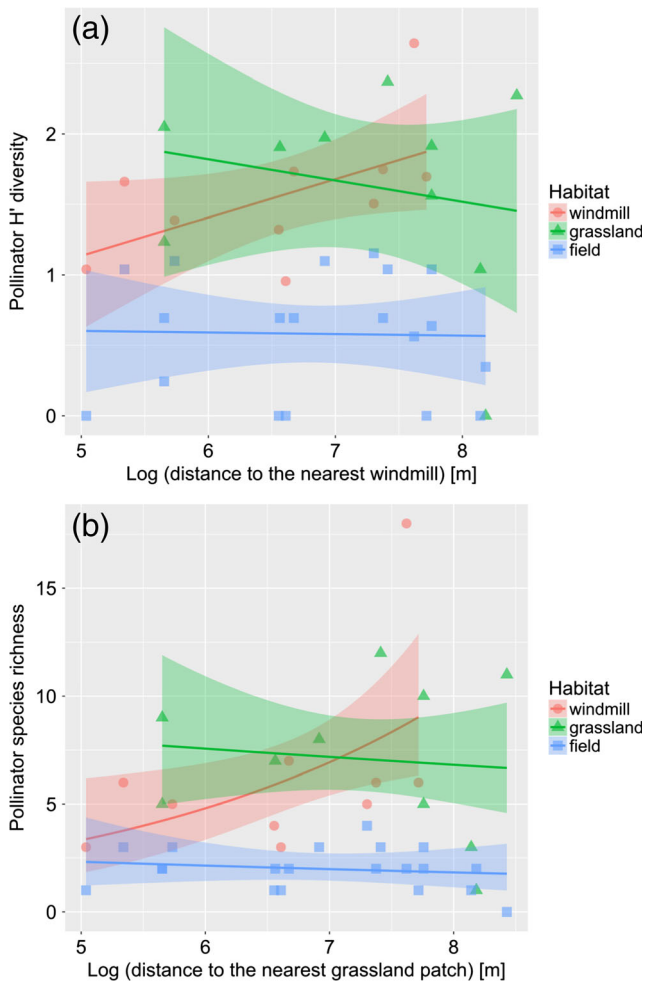 (a)
Pollinator H' diversity
2
1
0
5 6 7 8
Log (distance to the nearest windmill) [m]
Habitat
windmill
grassland
field
(b)
Pollinator species richness
15
10
5
0
5 6 7 8
Log (distance to the nearest grassland patch) [m]
Habitat
windmill
grassland
field